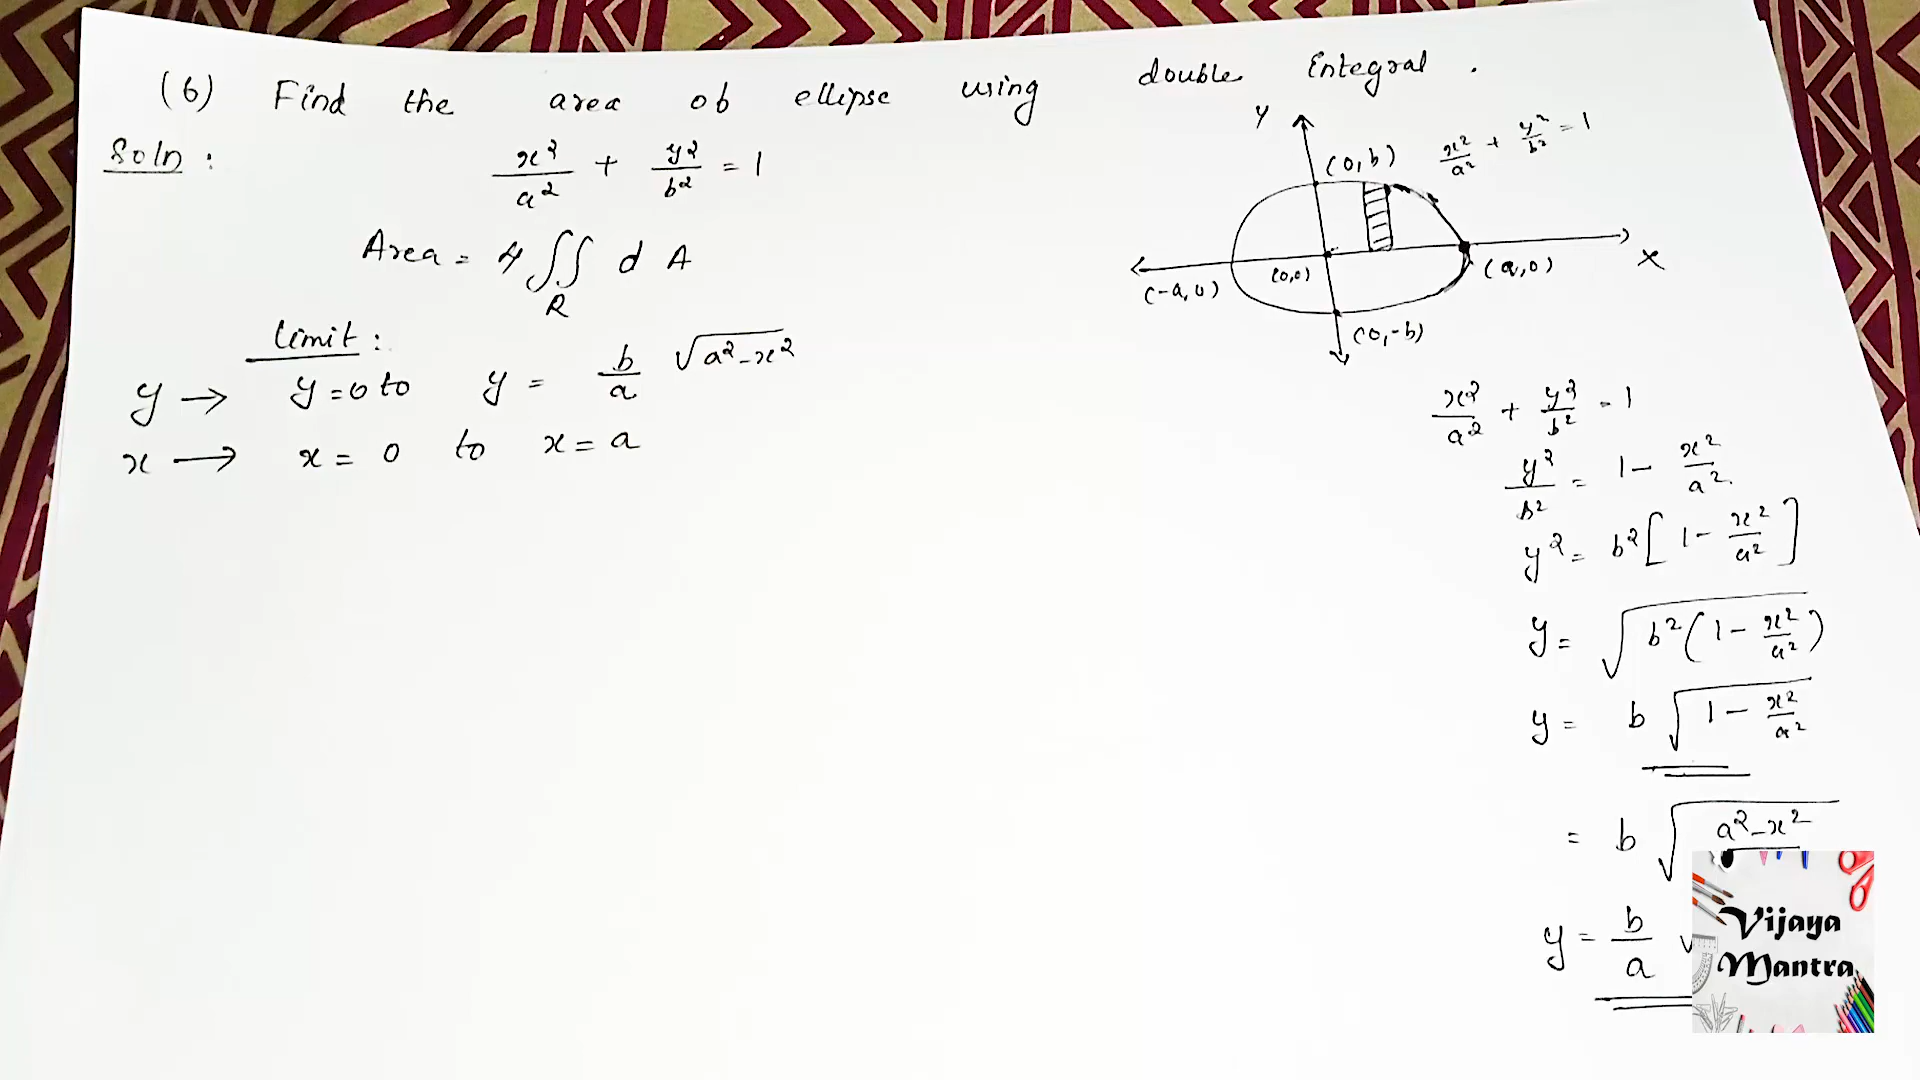 (6) Find the area ob ellipse using double integral.
Soln :
x²/a² + y²/b² = 1
Area = 4 ∬_R dA
limit :
y → y = 0 to y = b/a √(a²-x²)
x → x = 0 to x = a
Y
(0,b)
x²/a² + y²/b² = 1
(0,0)
(a,0)
X
(-a,0)
(0,-b)
x²/a² + y²/b² = 1
y²/b² = 1 - x²/a².
y² = b² [1 - x²/a²]
y = √(b² (1 - x²/a²))
y = b √(1 - x²/a²)
= b √(a²-x²
y = b/a √
Vijaya
Mantra